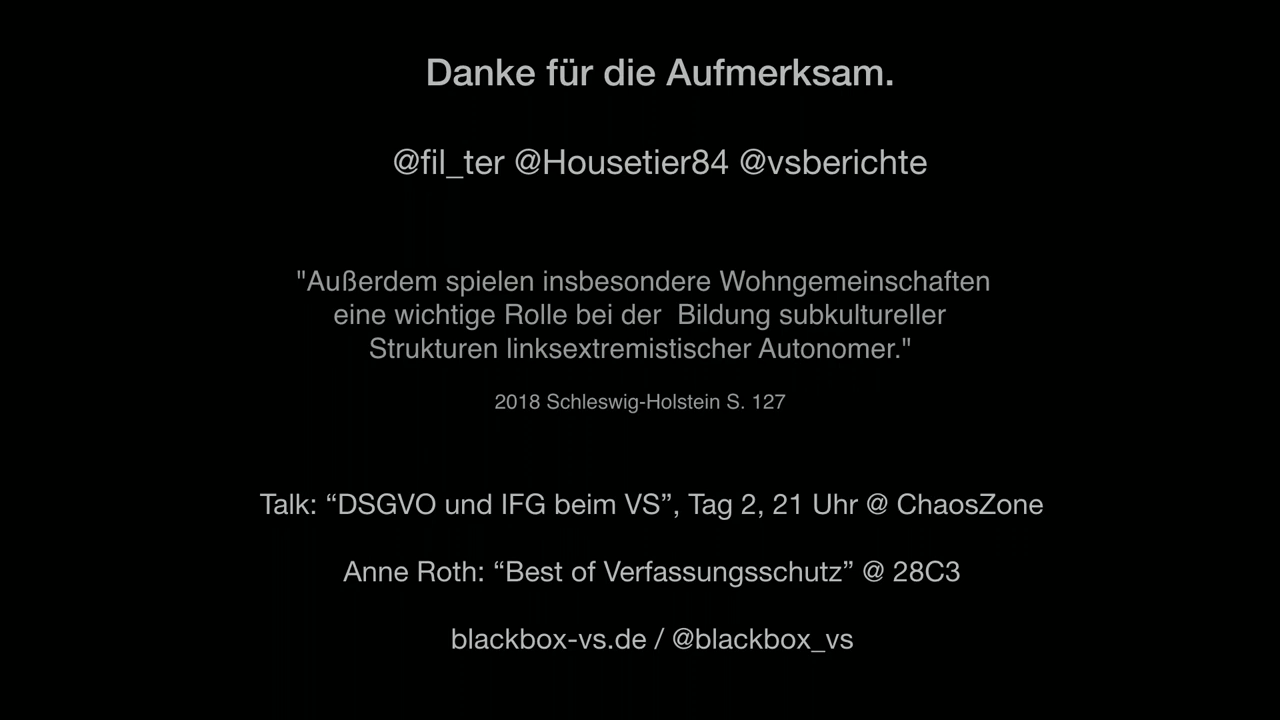 Danke für die Aufmerksam.
@fil_ter @Housetier84 @vsberichte
"Außerdem spielen insbesondere Wohngemeinschaften
eine wichtige Rolle bei der  Bildung subkultureller
Strukturen linksextremistischer Autonomer."
2018 Schleswig-Holstein S. 127
Talk: “DSGVO und IFG beim VS”, Tag 2, 21 Uhr @ ChaosZone
Anne Roth: “Best of Verfassungsschutz” @ 28C3
blackbox-vs.de / @blackbox_vs